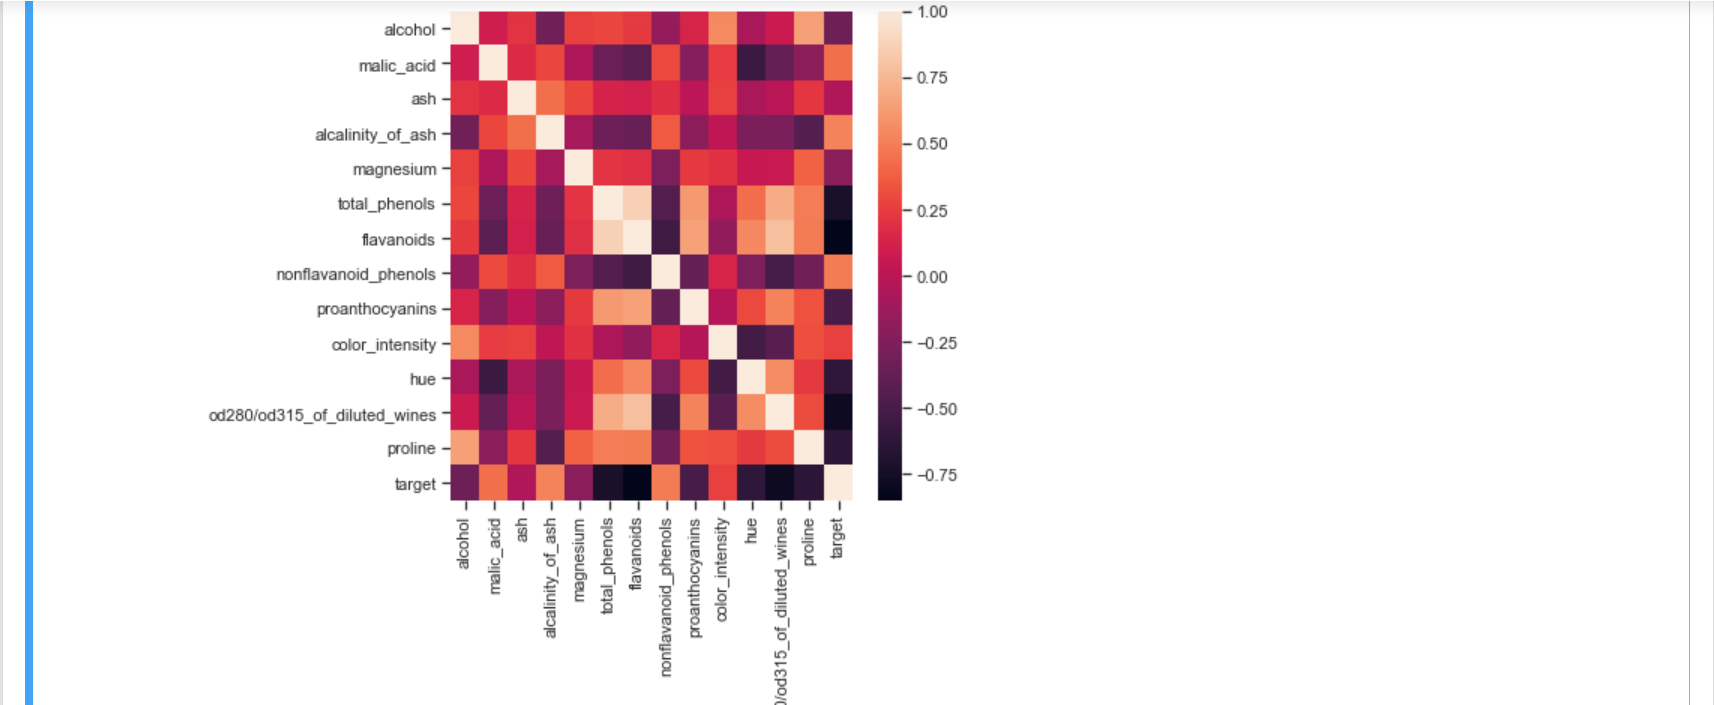 alcohol
malic_acid
ash
alcalinity_of_ash
magnesium
total_phenols
flavanoids
nonflavanoid_phenols
proanthocyanins
color_intensity
hue
od280/od315_of_diluted_wines
proline
target
1.00
0.75
0.50
0.25
0.00
−0.25
−0.50
−0.75
alcohol
malic_acid
ash
alcalinity_of_ash
magnesium
total_phenols
flavanoids
nonflavanoid_phenols
proanthocyanins
color_intensity
hue
/od315_of_diluted_wines
proline
target